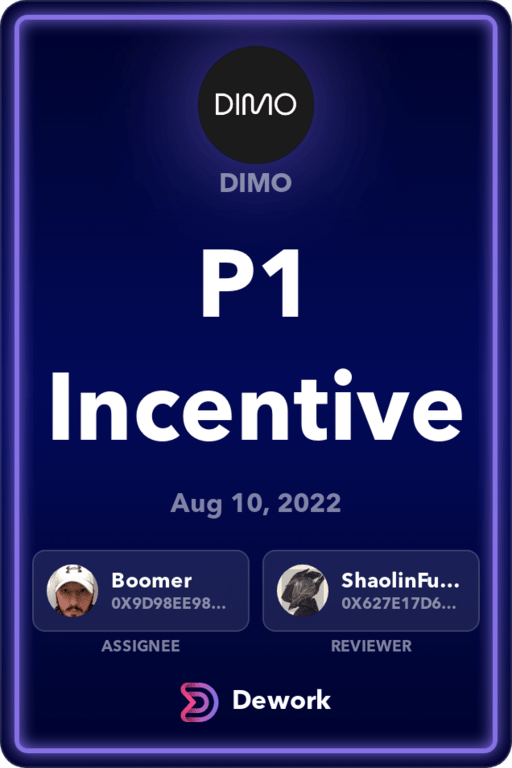 DIMO
DIMO
P1
Incentive
Aug 10, 2022
Boomer
0X9D98EE98...
ASSIGNEE
ShaolinFu...
0X627E17D6...
REVIEWER
Dework